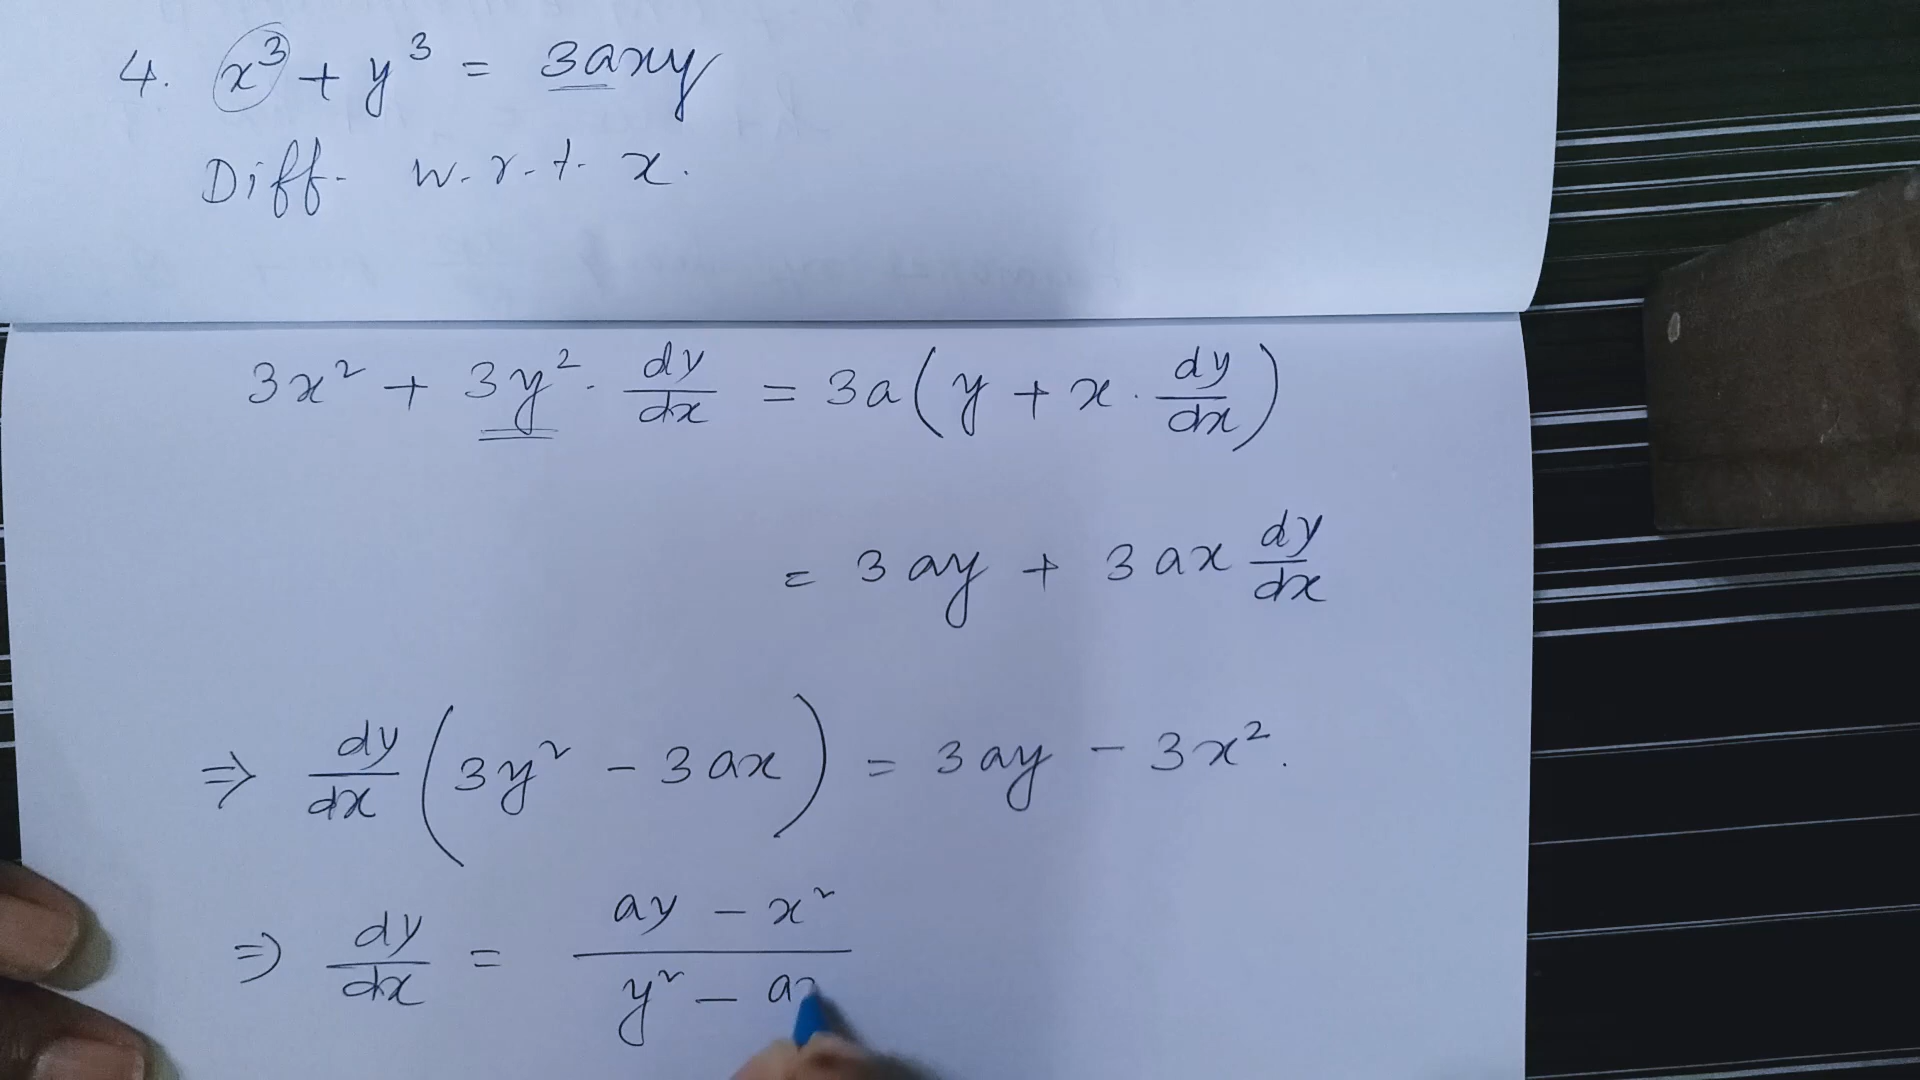 4. x³ + y³ = 3axy
Diff. w.r.t. x.
3x² + 3y². dy/dx = 3a(y + x. dy/dx)
= 3ay + 3ax dy/dx
⇒ dy/dx (3y² - 3ax) = 3ay - 3x².
⇒ dy/dx = (ay - x²)/(y² - a